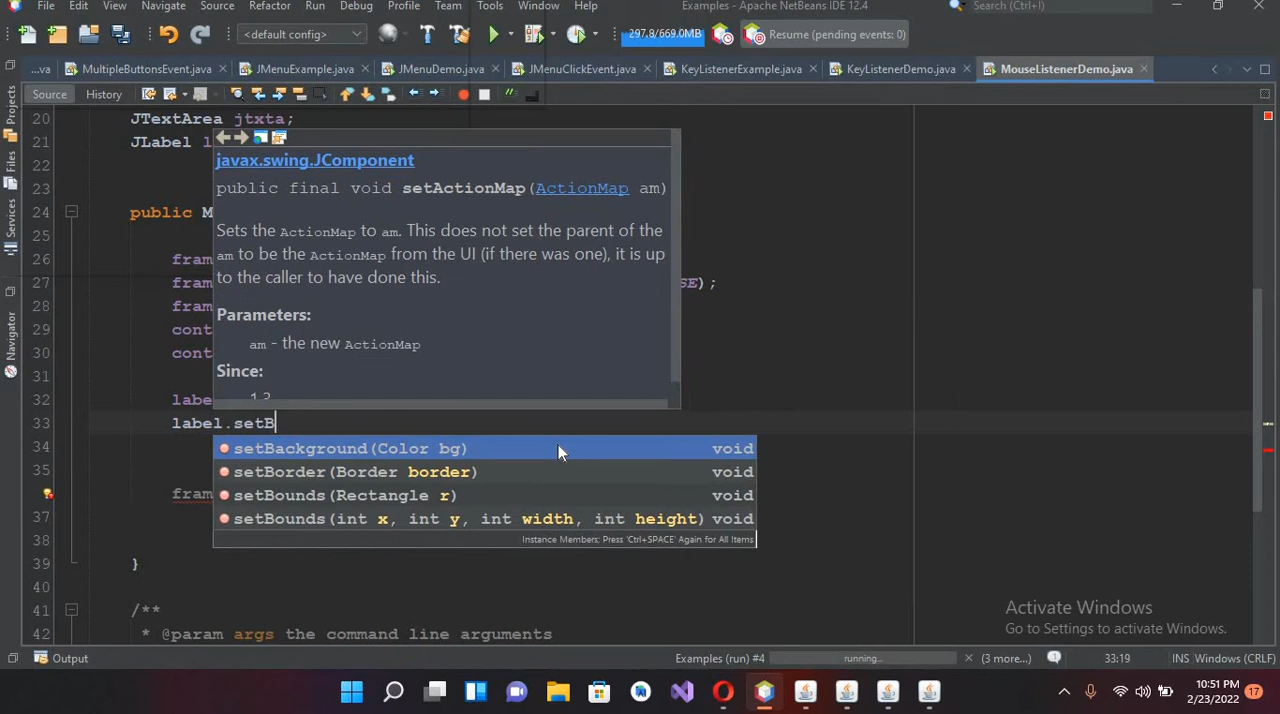 File Edit View Navigate Source Refactor Run Debug Profile Team Tools Window Help Examples - Apache NetBeans IDE 12.4 Search (Ctrl+I)
<default config> 297.8/669.0MB Resume (pending events: 0)
...va MultipleButtonsEvent.java JMenuExample.java JMenuDemo.java JMenuClickEvent.java KeyListenerExample.java KeyListenerDemo.java MouseListenerDemo.java
Source History
Projects
Files
Services
Navigator
20 JTextArea jtxta;
21 JLabel l
22
23
24 public M
25
26 fram
27 fram SE);
28 fram
29 cont
30 cont
31
32 labe
33 label.setB
34
35
fram
37
38
39 }
40
41 /**
42 * @param args the command line arguments
javax.swing.JComponent
public final void setActionMap(ActionMap am)
Sets the ActionMap to am. This does not set the parent of the
am to be the ActionMap from the UI (if there was one), it is up
to the caller to have done this.
Parameters:
am - the new ActionMap
Since:
setBackground(Color bg) void
setBorder(Border border) void
setBounds(Rectangle r) void
setBounds(int x, int y, int width, int height) void
Instance Members; Press 'Ctrl+SPACE' Again for All Items
Activate Windows
Go to Settings to activate Windows.
Output Examples (run) #4 running... (3 more...) 1 33:19 INS Windows (CRLF)
10:51 PM
2/23/2022
17